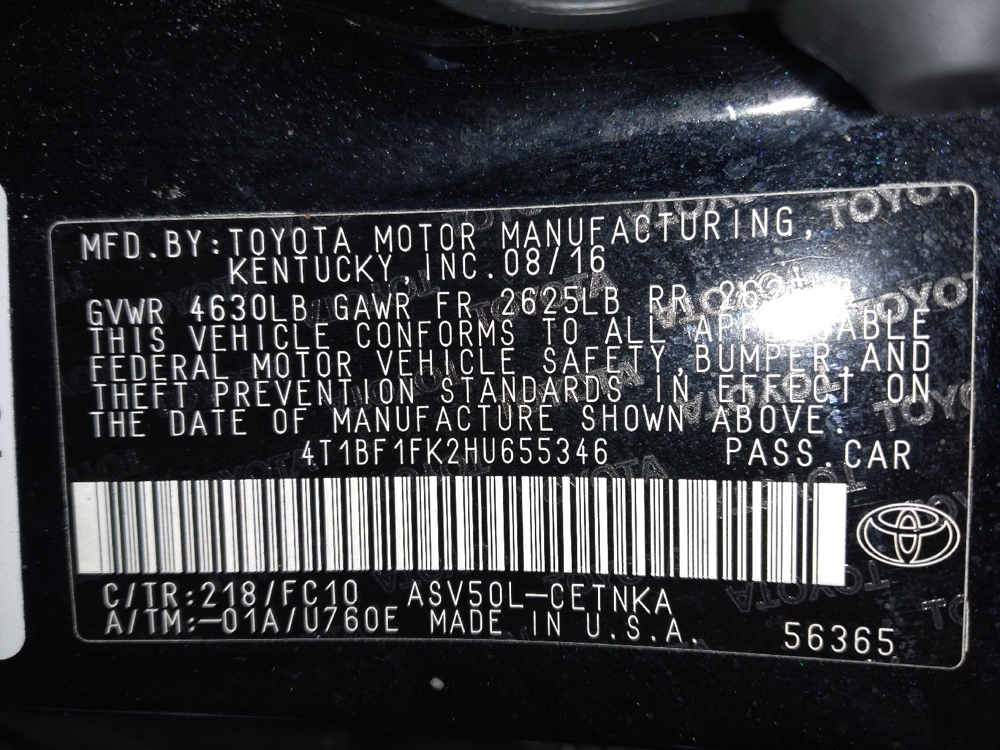 MFD.BY:TOYOTA MOTOR MANUFACTURING,
KENTUCKY,INC.08/16
GVWR 4630LB GAWR FR 2625LB RR
THIS VEHICLE CONFORMS TO ALL APPLICABLE
FEDERAL MOTOR VEHICLE SAFETY,BUMPER,AND
THEFT PREVENTION STANDARDS IN EFFECT ON
THE DATE OF MANUFACTURE SHOWN ABOVE.
4T1BF1FK2HU655346 PASS.CAR
C/TR:218/FC10 ASV50L-CETNKA
A/TM:-01A/U760E MADE IN U.S.A. 56365